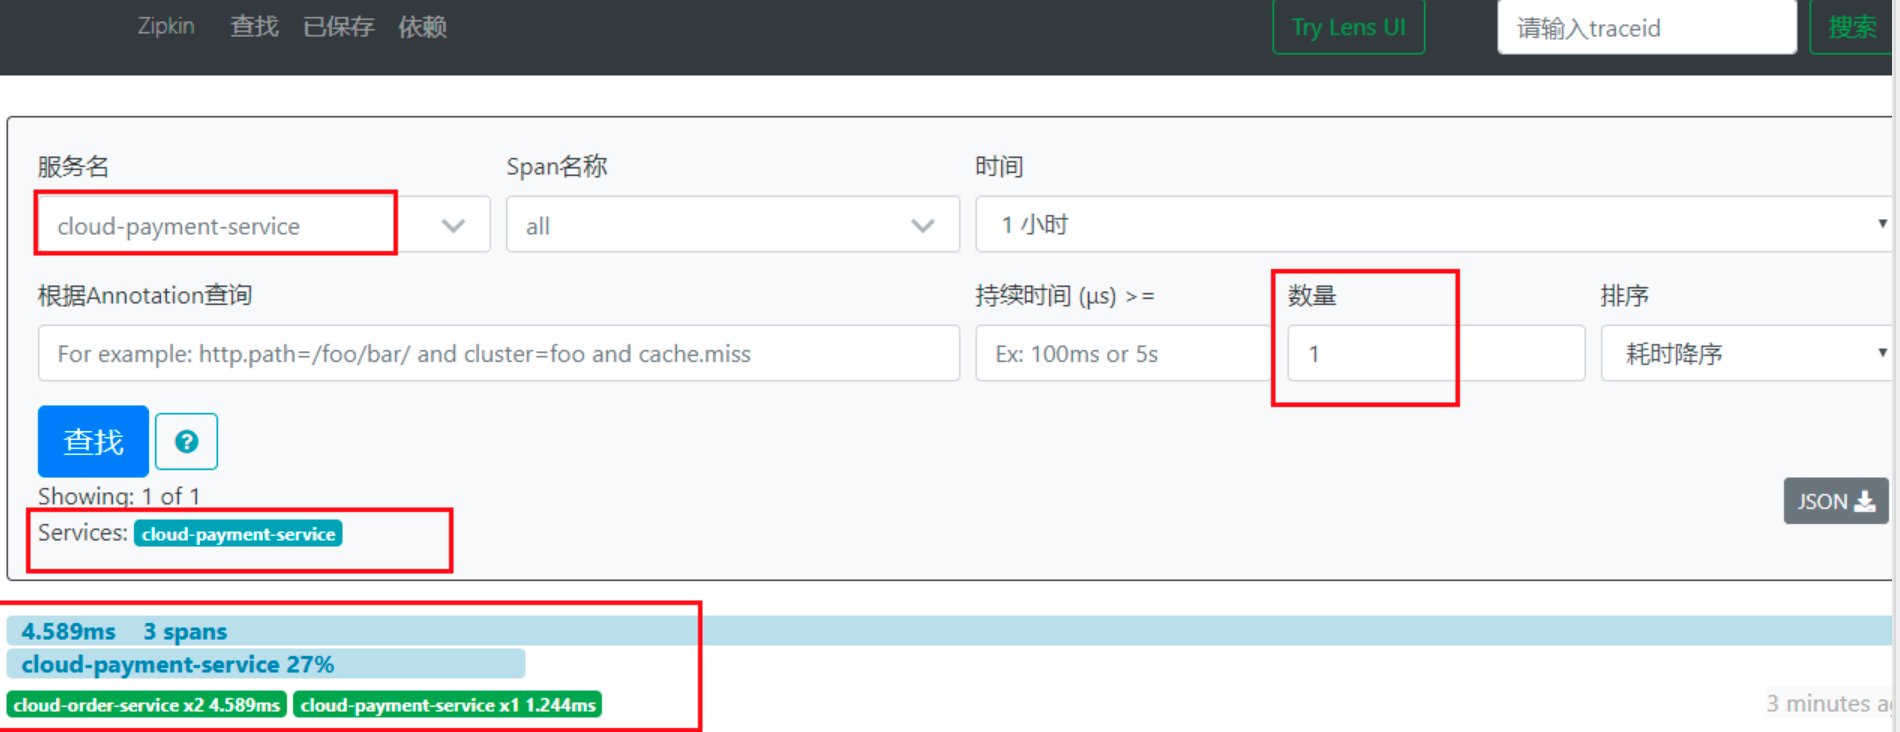 Zipkin 查找 已保存 依赖 Try Lens UI 请输入traceid 搜索
服务名 Span名称 时间
cloud-payment-service all 1 小时
根据Annotation查询 持续时间 (μs) >= 数量 排序
For example: http.path=/foo/bar/ and cluster=foo and cache.miss Ex: 100ms or 5s 1 耗时降序
查找
Showing: 1 of 1
JSON
Services: cloud-payment-service
4.589ms 3 spans
cloud-payment-service 27%
cloud-order-service x2 4.589ms cloud-payment-service x1 1.244ms 3 minutes